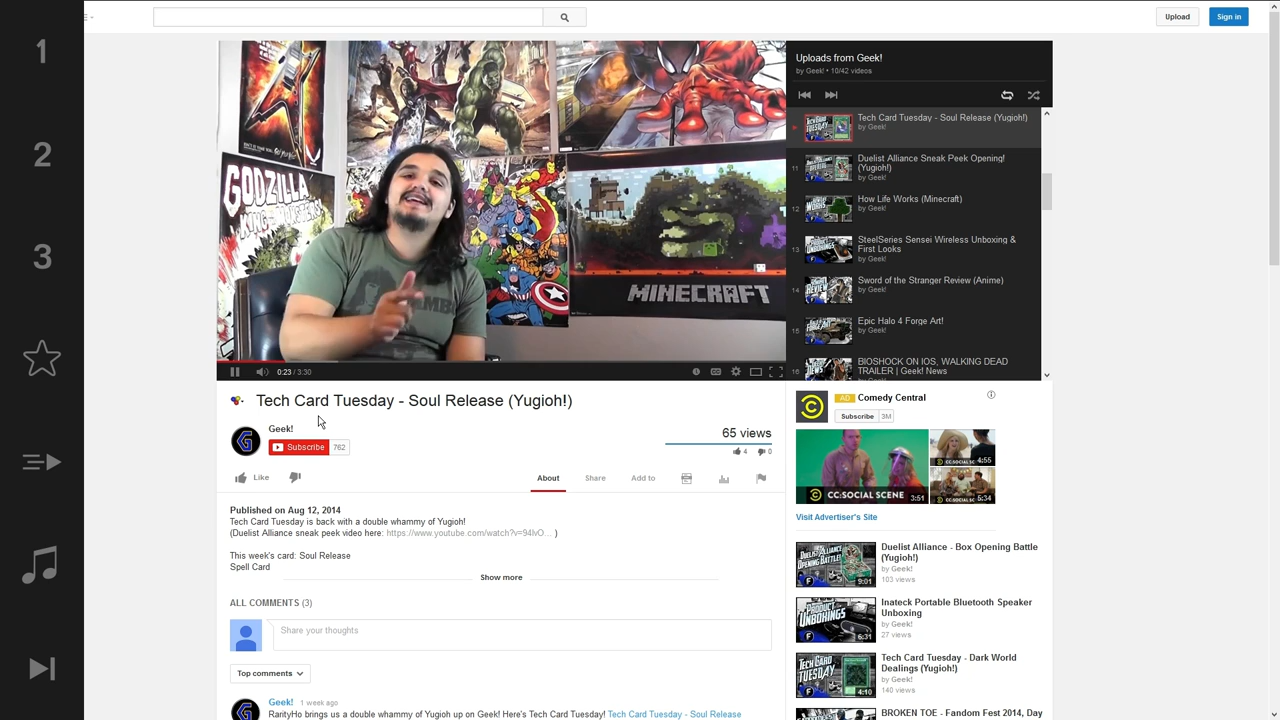 1
2
3
Upload
Sign in
GODZILLA
MINECRAFT
0:23 / 3:30
Uploads from Geek!
by Geek! • 10/42 videos
Tech Card Tuesday - Soul Release (Yugioh!)
by Geek!
11
Duelist Alliance Sneak Peek Opening! (Yugioh!)
by Geek!
12
How Life Works (Minecraft)
by Geek!
13
SteelSeries Sensei Wireless Unboxing & First Looks
by Geek!
14
Sword of the Stranger Review (Anime)
by Geek!
15
Epic Halo 4 Forge Art!
by Geek!
16
BIOSHOCK ON IOS, WALKING DEAD TRAILER | Geek! News
Tech Card Tuesday - Soul Release (Yugioh!)
Geek!
Subscribe 762
65 views
4 0
Like
About Share Add to
Published on Aug 12, 2014
Tech Card Tuesday is back with a double whammy of Yugioh!
(Duelist Alliance sneak peek video here: https://www.youtube.com/watch?v=94lvO... )
This week's card: Soul Release
Spell Card
Show more
ALL COMMENTS (3)
Share your thoughts
Top comments
Geek! 1 week ago
RarityHo brings us a double whammy of Yugioh up on Geek! Here's Tech Card Tuesday! Tech Card Tuesday - Soul Release
AD Comedy Central
Subscribe 3M
CC:SOCIAL SCENE 3:51
4:55
5:34
Visit Advertiser's Site
Duelist Alliance - Box Opening Battle (Yugioh!)
by Geek!
103 views
9:01
Inateck Portable Bluetooth Speaker Unboxing
by Geek!
27 views
6:31
Tech Card Tuesday - Dark World Dealings (Yugioh!)
by Geek!
140 views
4:10
BROKEN TOE - Fandom Fest 2014, Day